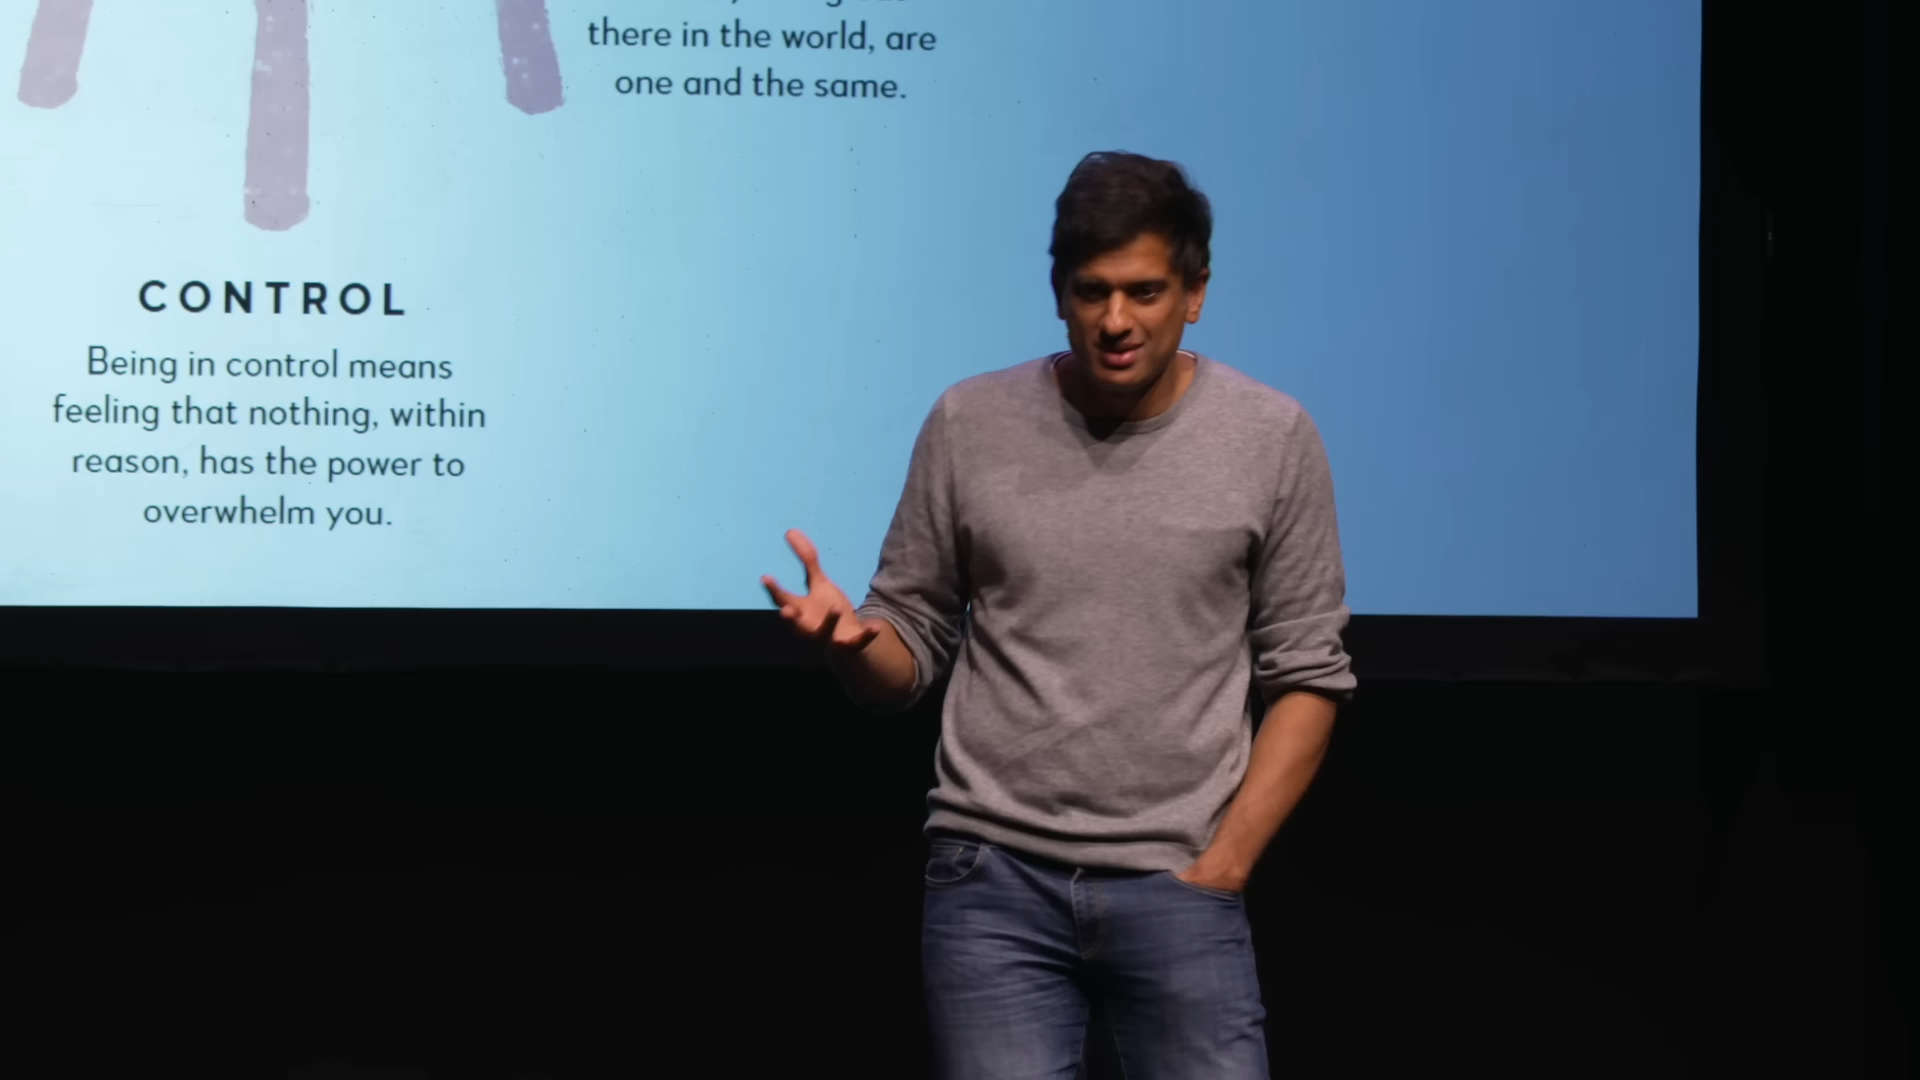 there in the world, are
one and the same.
CONTROL
Being in control means
feeling that nothing, within
reason, has the power to
overwhelm you.